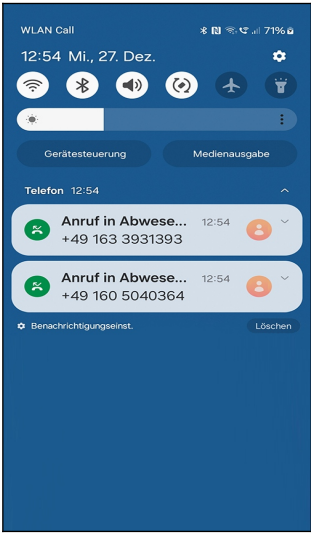 WLAN Call
71%
12:54 Mi., 27. Dez.
Gerätesteuerung
Medienausgabe
Telefon 12:54
Anruf in Abwese... 12:54
+49 163 3931393
Anruf in Abwese... 12:54
+49 160 5040364
Benachrichtigungseinst.
Löschen